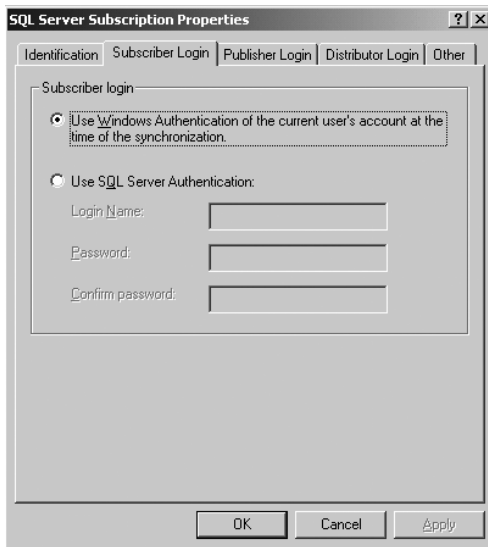 SQL Server Subscription Properties
Identification Subscriber Login Publisher Login Distributor Login Other
Subscriber login
Use Windows Authentication of the current user's account at the
time of the synchronization.
Use SQL Server Authentication:
Login Name:
Password:
Confirm password:
OK Cancel Apply